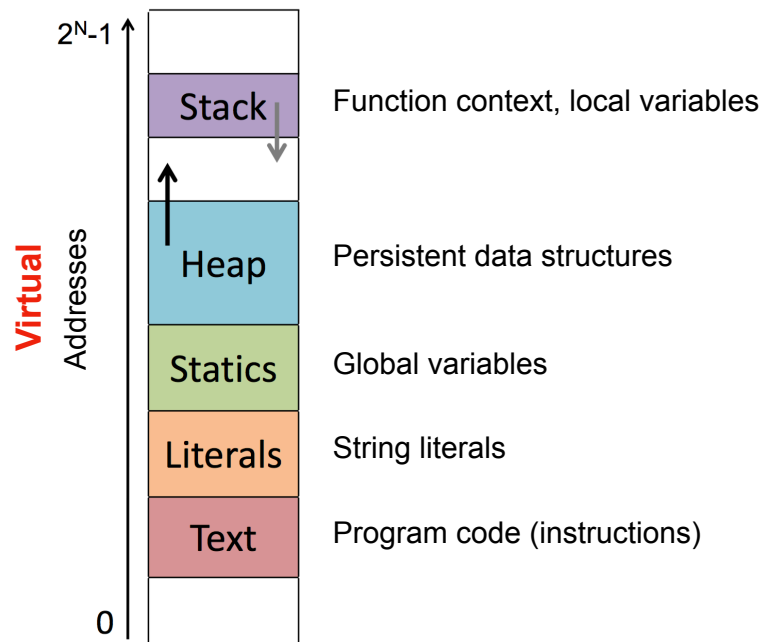 2ᴺ-1
Stack
Function context, local variables
Virtual
Addresses
Heap
Persistent data structures
Statics
Global variables
Literals
String literals
Text
Program code (instructions)
0